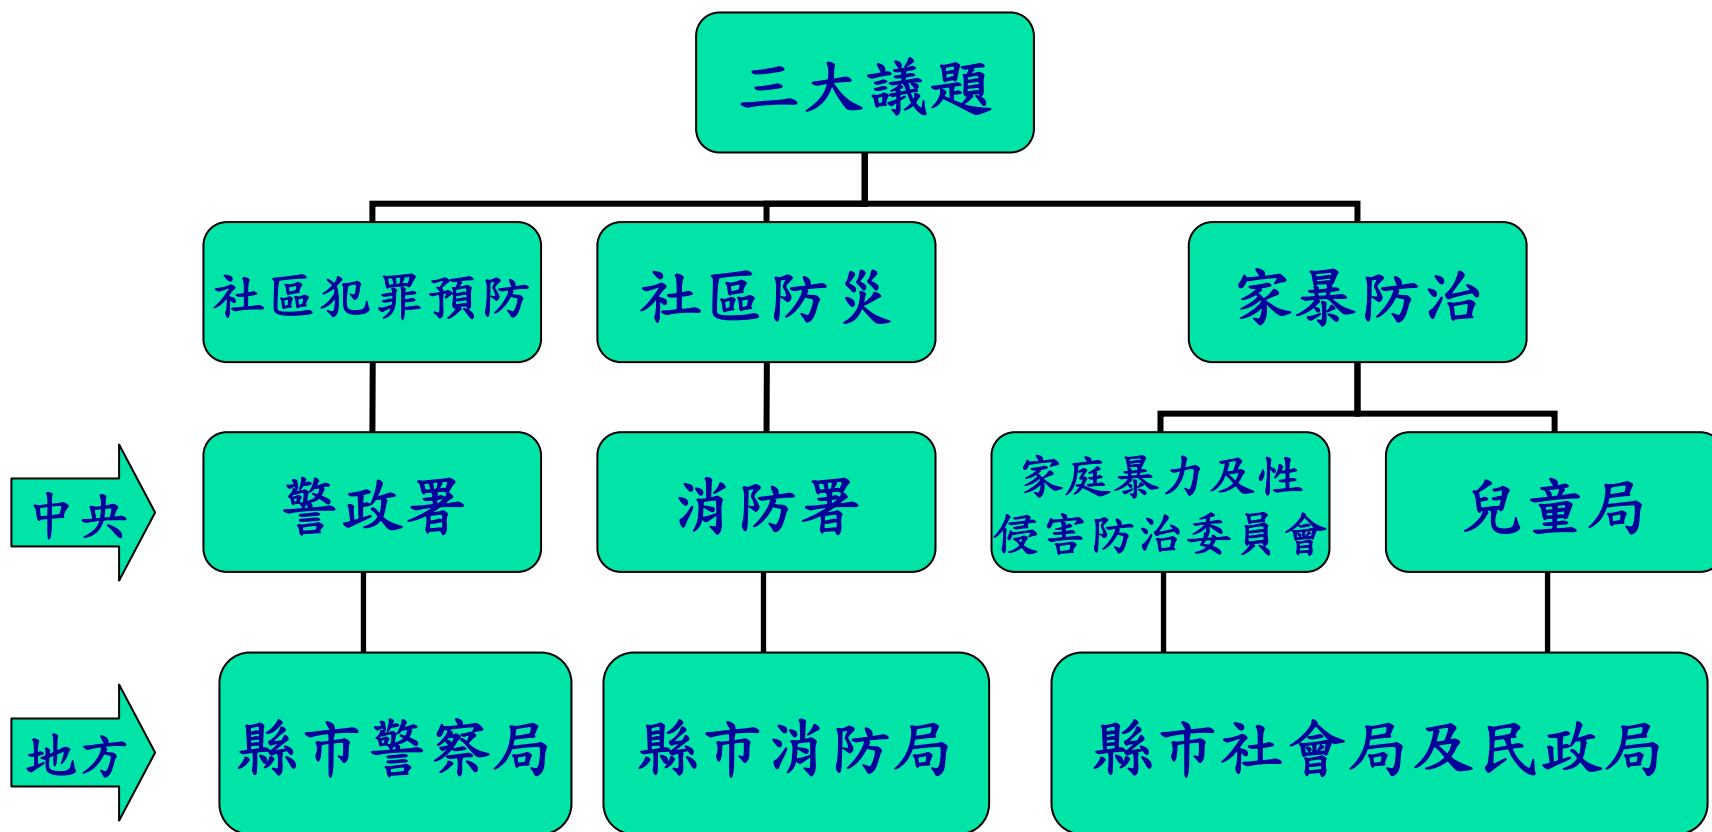 三大議題
社區犯罪預防
社區防災
家暴防治
中央
警政署
消防署
家庭暴力及性
侵害防治委員會
兒童局
地方
縣市警察局
縣市消防局
縣市社會局及民政局